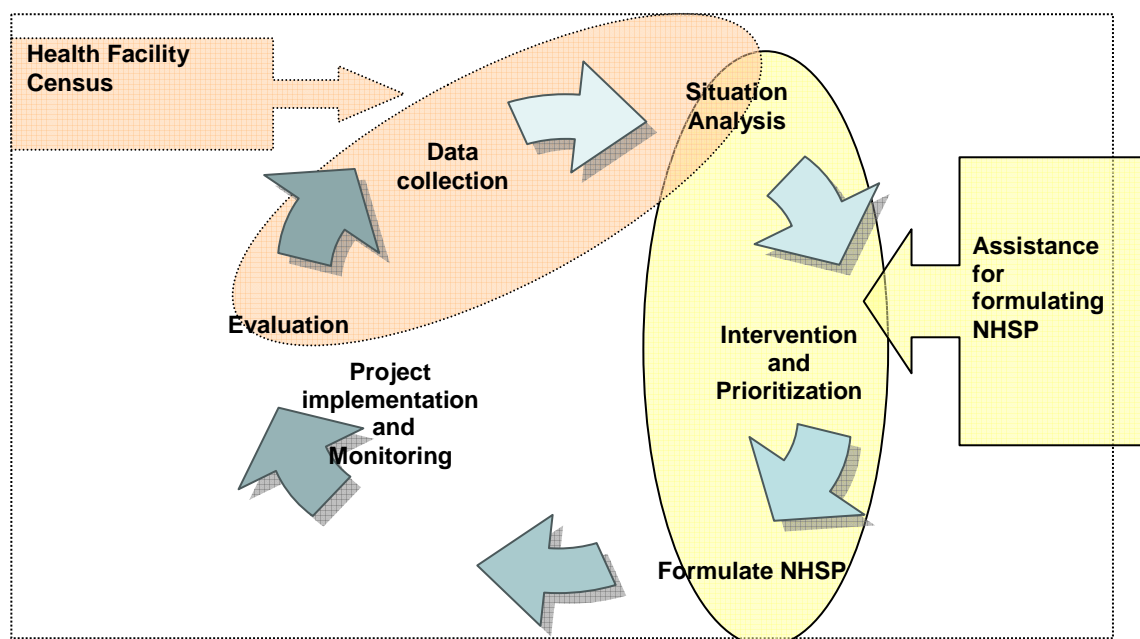 Health Facility
Census
Situation
Analysis
Data
collection
Assistance
for
formulating
NHSP
Evaluation
Intervention
and
Prioritization
Project
implementation
and
Monitoring
Formulate NHSP